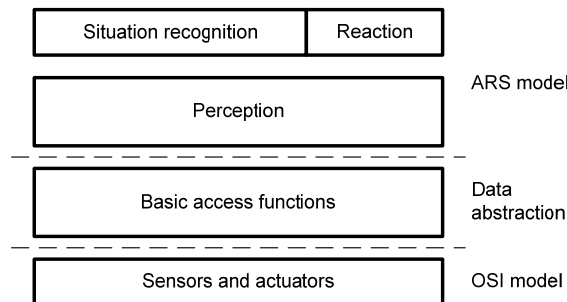 Situation recognition
Reaction
ARS model
Perception
Basic access functions
Data
abstraction
Sensors and actuators
OSI model